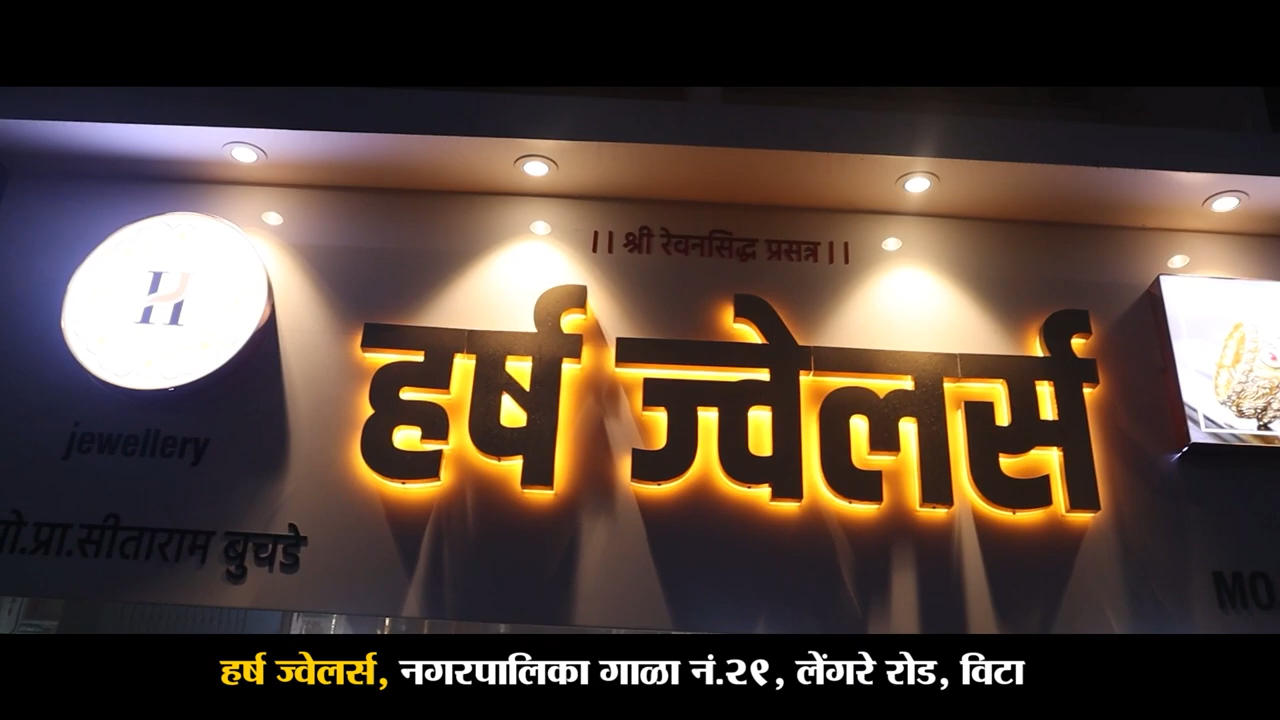 || श्री रेवनसिद्ध प्रसन्न ||
H
हर्ष ज्वेलर्स
jewellery
प्रो.प्रा.सीताराम बुचडे
हर्ष ज्वेलर्स, नगरपालिका गाळा नं.२९, लेंगरे रोड, विटा